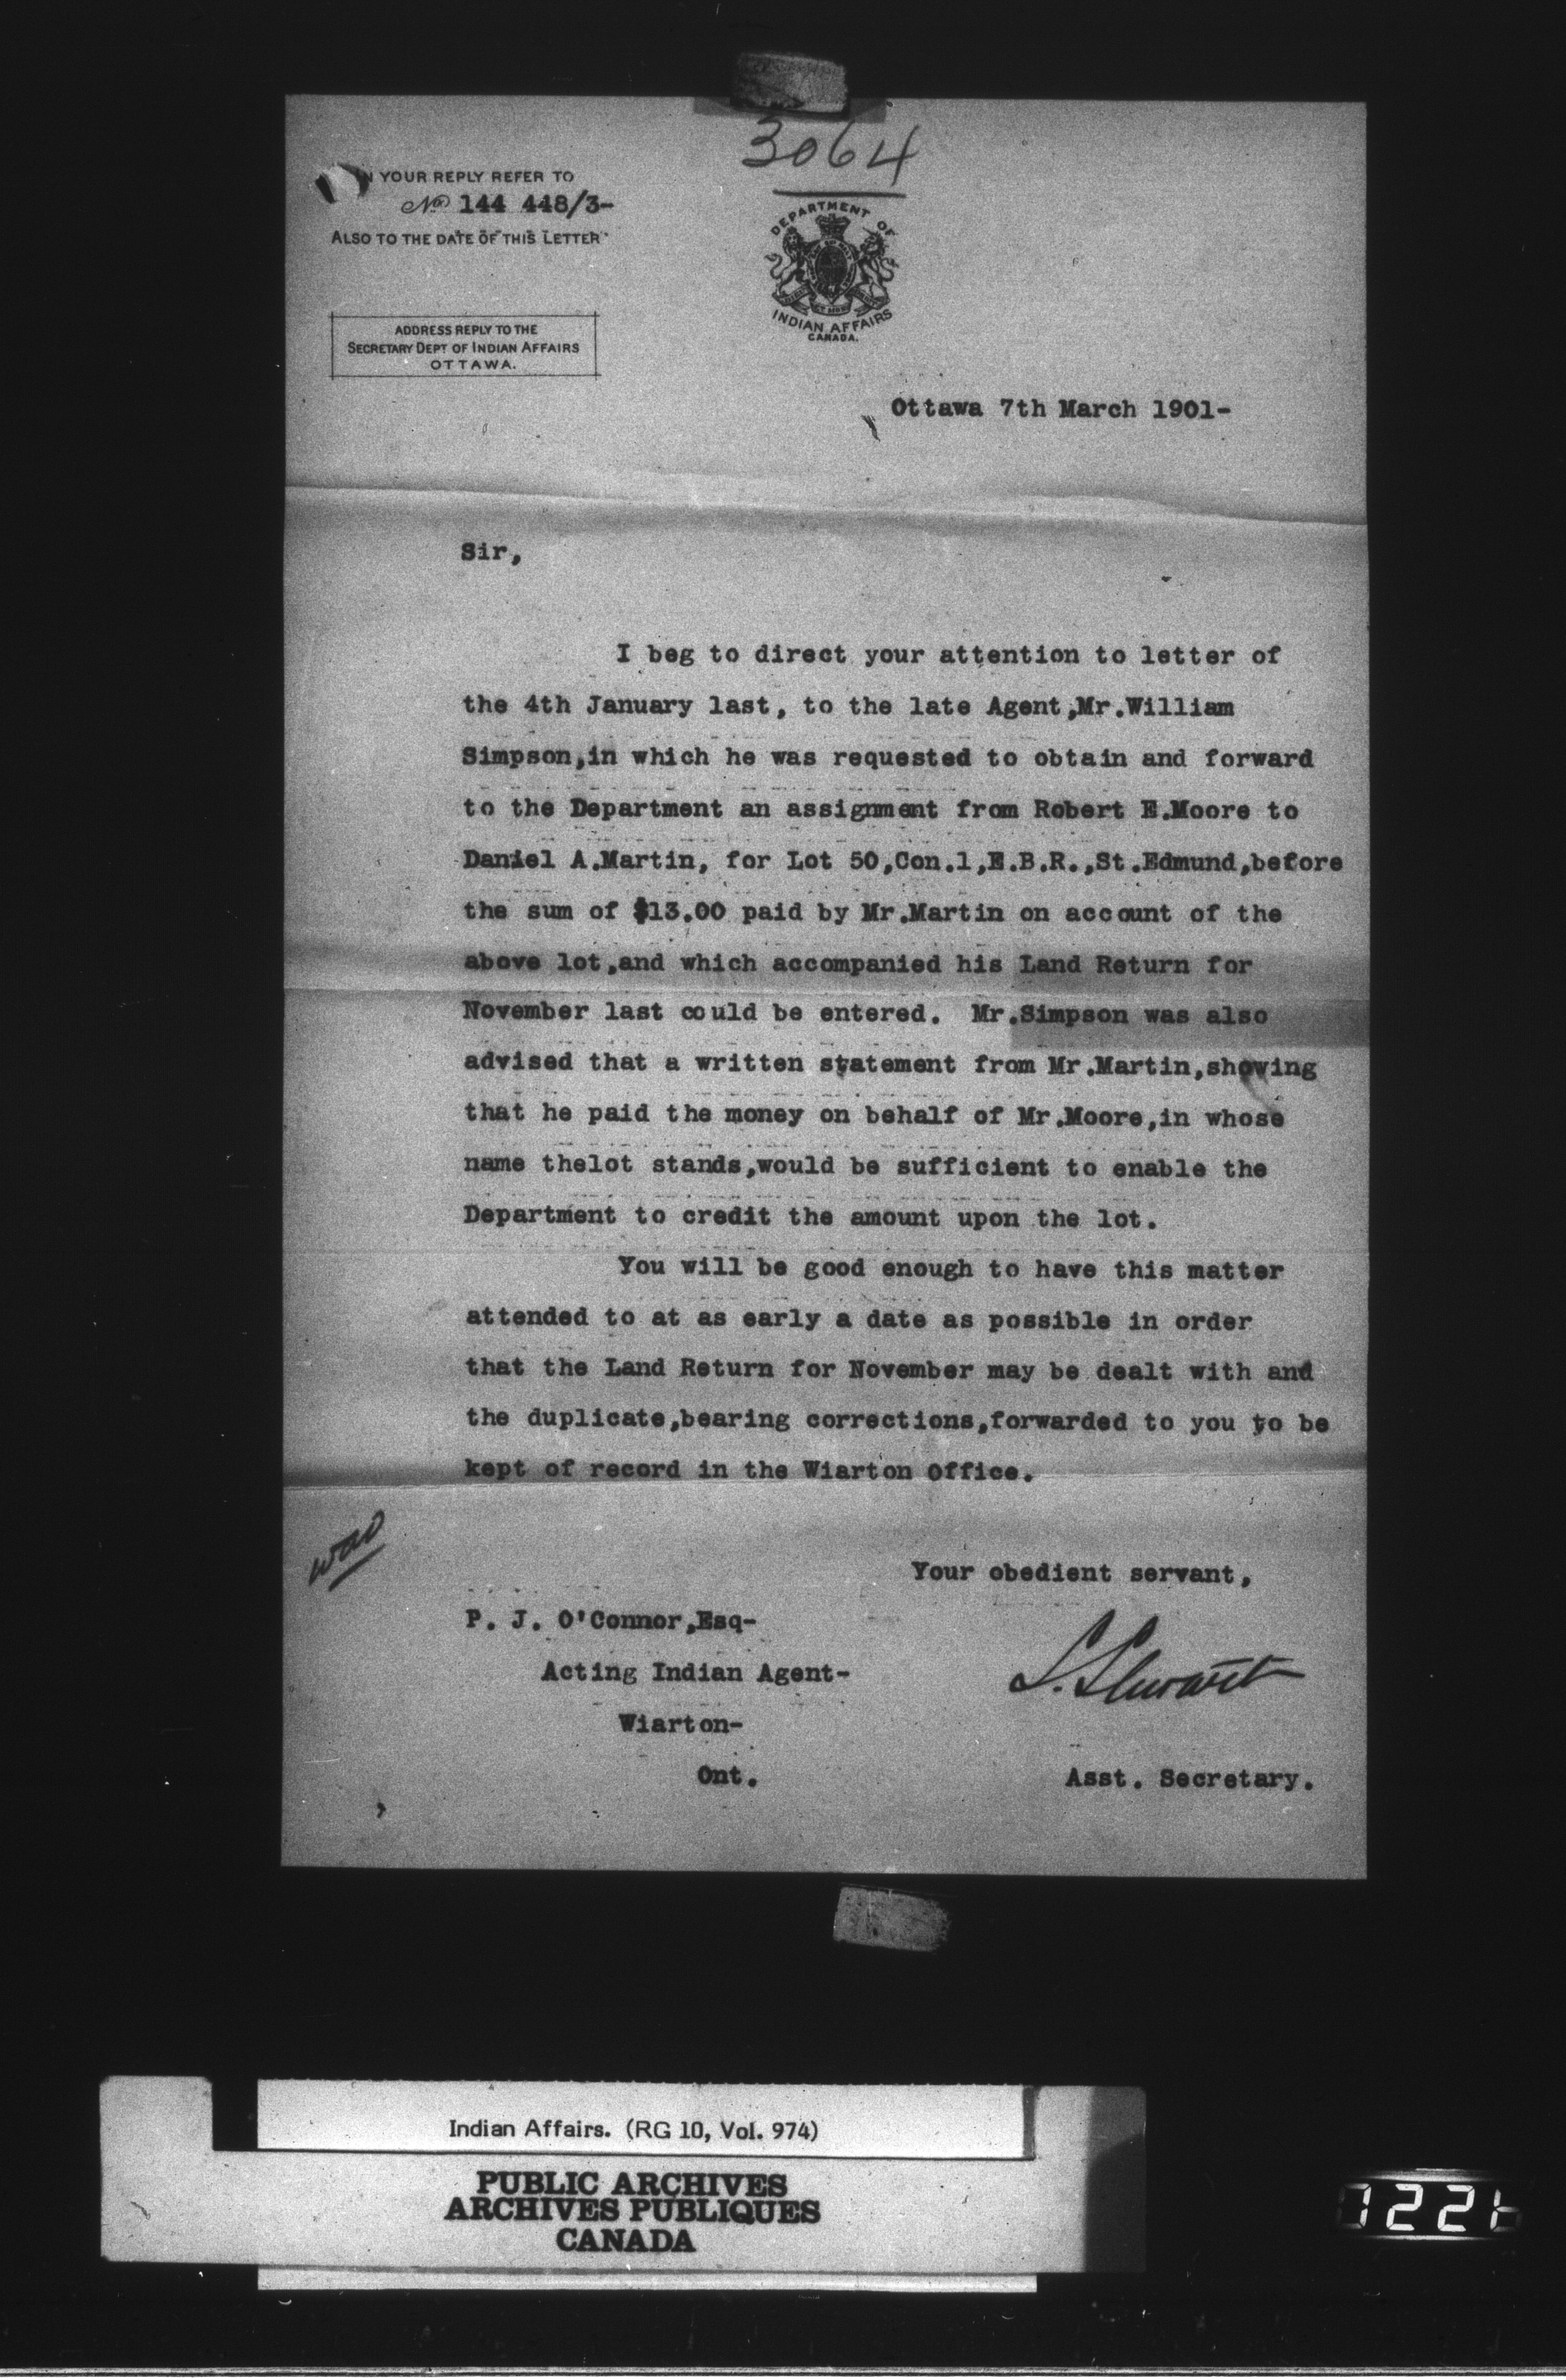 3064
IN YOUR REPLY REFER TO
No 144 448/3-
ALSO TO THE DATE OF THIS LETTER
DEPARTMENT OF
INDIAN AFFAIRS
CANADA.
ADDRESS REPLY TO THE
SECRETARY DEPT OF INDIAN AFFAIRS
OTTAWA.
Ottawa 7th March 1901-
Sir,
I beg to direct your attention to letter of
the 4th January last, to the late Agent,Mr.William
Simpson,in which he was requested to obtain and forward
to the Department an assignment from Robert E.Moore to
Daniel A.Martin, for Lot 50,Con.1,E.B.R.,St.Edmund,before
the sum of $13.00 paid by Mr.Martin on account of the
above lot,and which accompanied his Land Return for
November last could be entered. Mr.Simpson was also
advised that a written statement from Mr.Martin,showing
that he paid the money on behalf of Mr.Moore,in whose
name thelot stands,would be sufficient to enable the
Department to credit the amount upon the lot.
You will be good enough to have this matter
attended to at as early a date as possible in order
that the Land Return for November may be dealt with and
the duplicate,bearing corrections,forwarded to you to be
kept of record in the Wiarton office.
Your obedient servant,
P. J. O'Connor,Esq-
Acting Indian Agent-
Wiarton-
Ont.
S. Stewart
Asst. Secretary.
Indian Affairs. (RG 10, Vol. 974)
PUBLIC ARCHIVES
ARCHIVES PUBLIQUES
CANADA